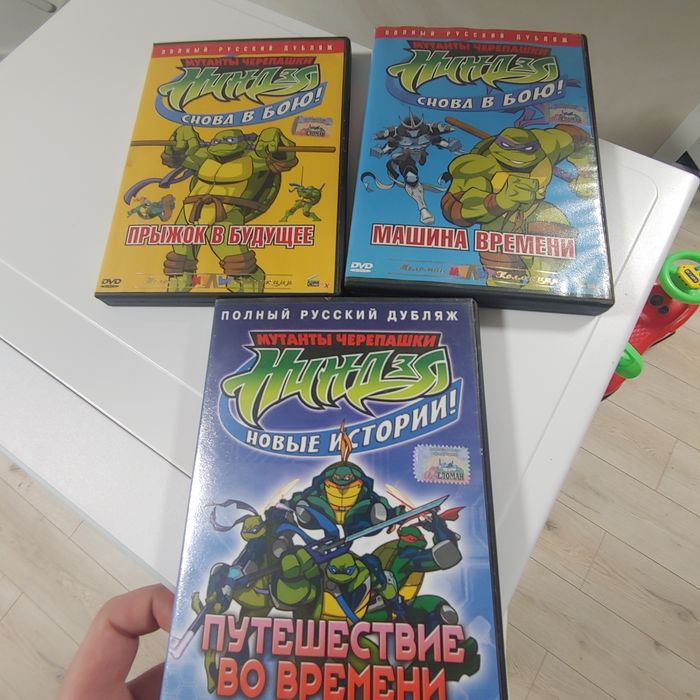 ПОЛНЫЙ РУССКИЙ ДУБЛЯЖ
МУТАНТЫ ЧЕРЕПАШКИ
НИНДЗЯ
СНОВА В БОЮ!
ПРЫЖОК В БУДУЩЕЕ
DVD
ПОЛНЫЙ РУССКИЙ ДУБЛЯЖ
МУТАНТЫ ЧЕРЕПАШКИ
НИНДЗЯ
СНОВА В БОЮ!
МАШИНА ВРЕМЕНИ
DVD
ПОЛНЫЙ РУССКИЙ ДУБЛЯЖ
МУТАНТЫ ЧЕРЕПАШКИ
НИНДЗЯ
НОВЫЕ ИСТОРИИ!
ПУТЕШЕСТВИЕ
ВО ВРЕМЕНИ